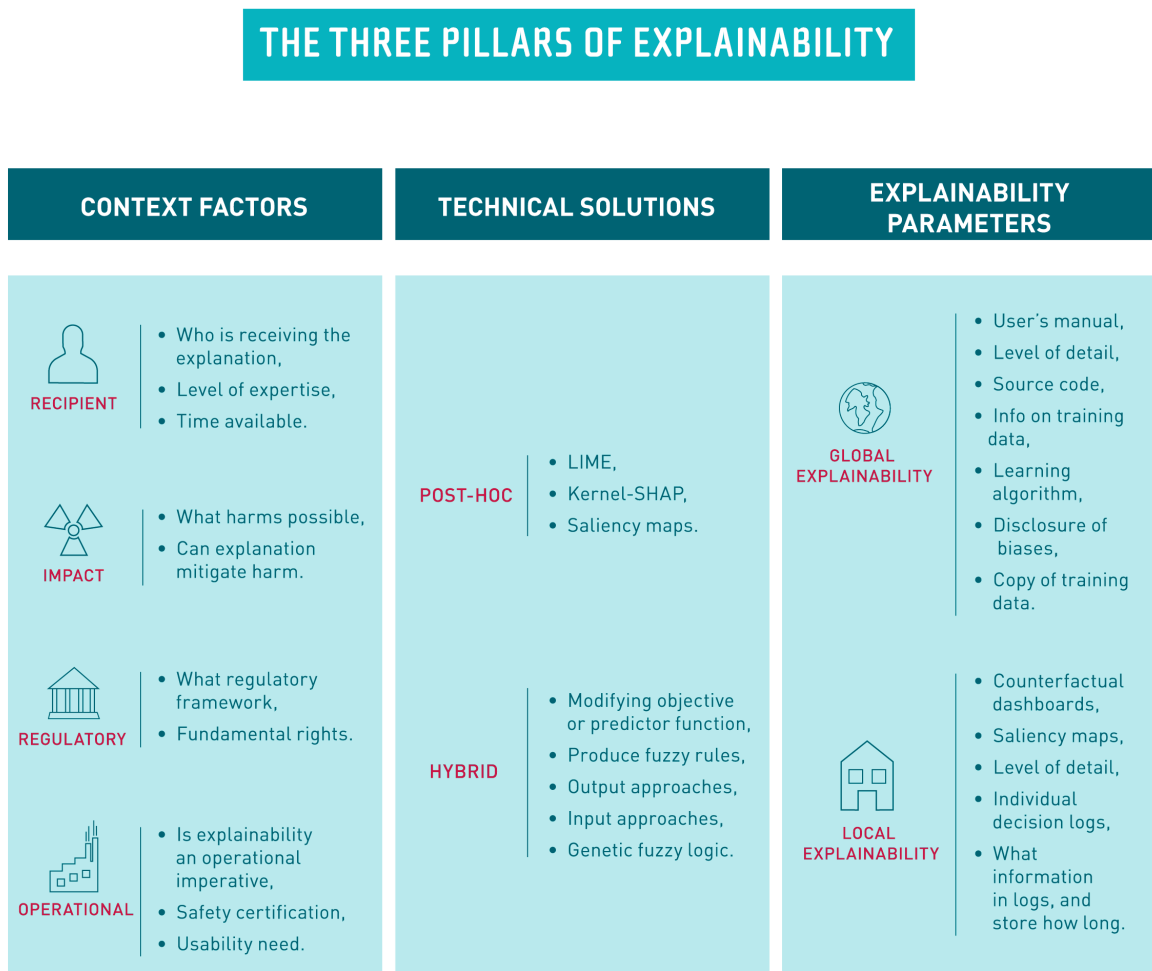 THE THREE PILLARS OF EXPLAINABILITY
CONTEXT FACTORS
RECIPIENT
• Who is receiving the
explanation,
• Level of expertise,
• Time available.
IMPACT
• What harms possible,
• Can explanation
mitigate harm.
REGULATORY
• What regulatory
framework,
• Fundamental rights.
OPERATIONAL
• Is explainability
an operational
imperative,
• Safety certification,
• Usability need.
TECHNICAL SOLUTIONS
POST-HOC
• LIME,
• Kernel-SHAP,
• Saliency maps.
HYBRID
• Modifying objective
or predictor function,
• Produce fuzzy rules,
• Output approaches,
• Input approaches,
• Genetic fuzzy logic.
EXPLAINABILITY
PARAMETERS
GLOBAL
EXPLAINABILITY
• User’s manual,
• Level of detail,
• Source code,
• Info on training
data,
• Learning
algorithm,
• Disclosure of
biases,
• Copy of training
data.
LOCAL
EXPLAINABILITY
• Counterfactual
dashboards,
• Saliency maps,
• Level of detail,
• Individual
decision logs,
• What
information
in logs, and
store how long.